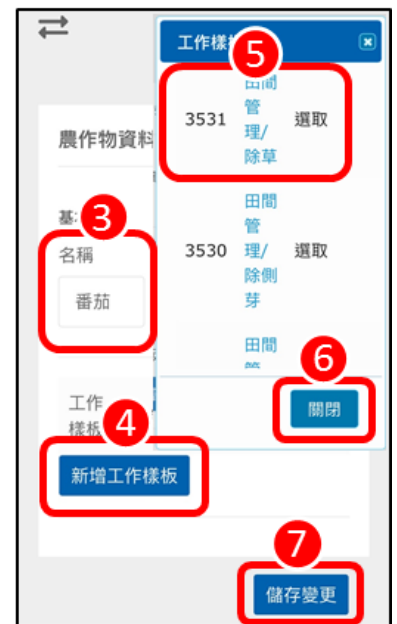 工作樣
5
田間
管
3531 理/ 選取
除草
農作物資料
3
名稱
番茄
田間
管
3530 理/ 選取
除側
芽
田間
6
關閉
工作
樣板
4
新增工作樣板
7
儲存變更